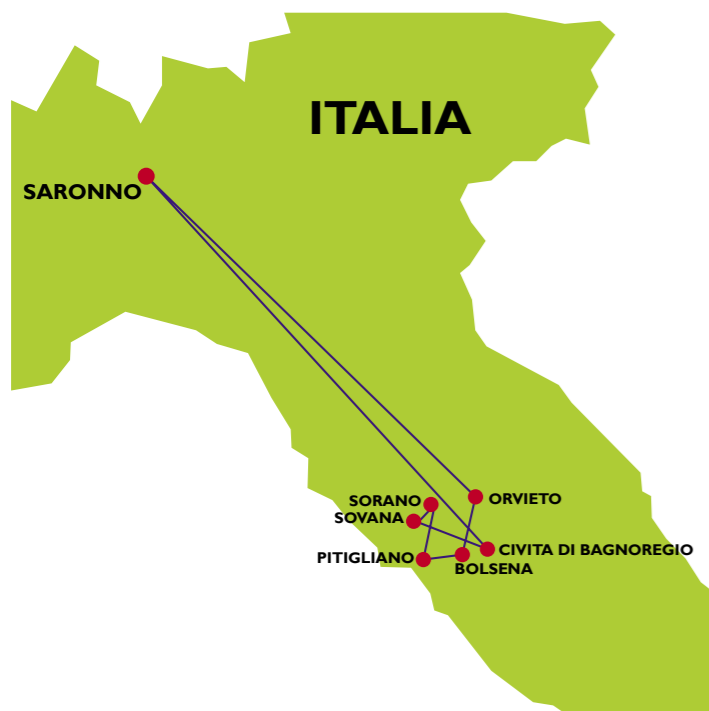 ITALIA
SARONNO
SORANO
ORVIETO
SOVANA
CIVITA DI BAGNOREGIO
PITIGLIANO
BOLSENA